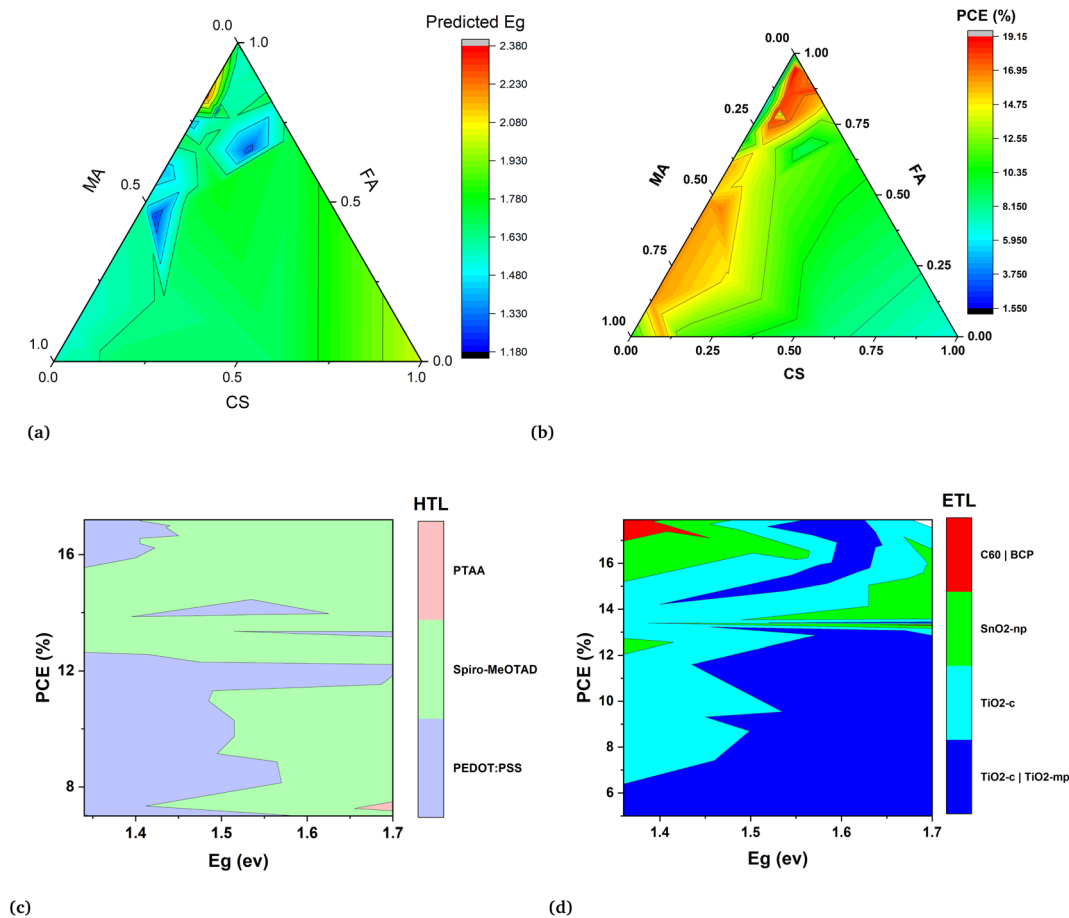 Predicted Eg
0.0
1.0
MA
FA
0.5
0.5
1.0
0.0
0.0
0.5
1.0
CS
2.380
2.230
2.080
1.930
1.780
1.630
1.480
1.330
1.180
(a)
PCE (%)
0.00
1.00
0.25
0.75
MA
FA
0.50
0.50
0.75
0.25
1.00
0.00
0.00
0.25
0.50
0.75
1.00
CS
19.15
16.95
14.75
12.55
10.35
8.150
5.950
3.750
1.550
(b)
HTL
PTAA
Spiro-MeOTAD
PEDOT:PSS
PCE (%)
16
12
8
1.4
1.5
1.6
1.7
Eg (ev)
(c)
ETL
C60 | BCP
SnO2-np
TiO2-c
TiO2-c | TiO2-mp
PCE (%)
16
14
12
10
8
6
1.4
1.5
1.6
1.7
Eg (ev)
(d)